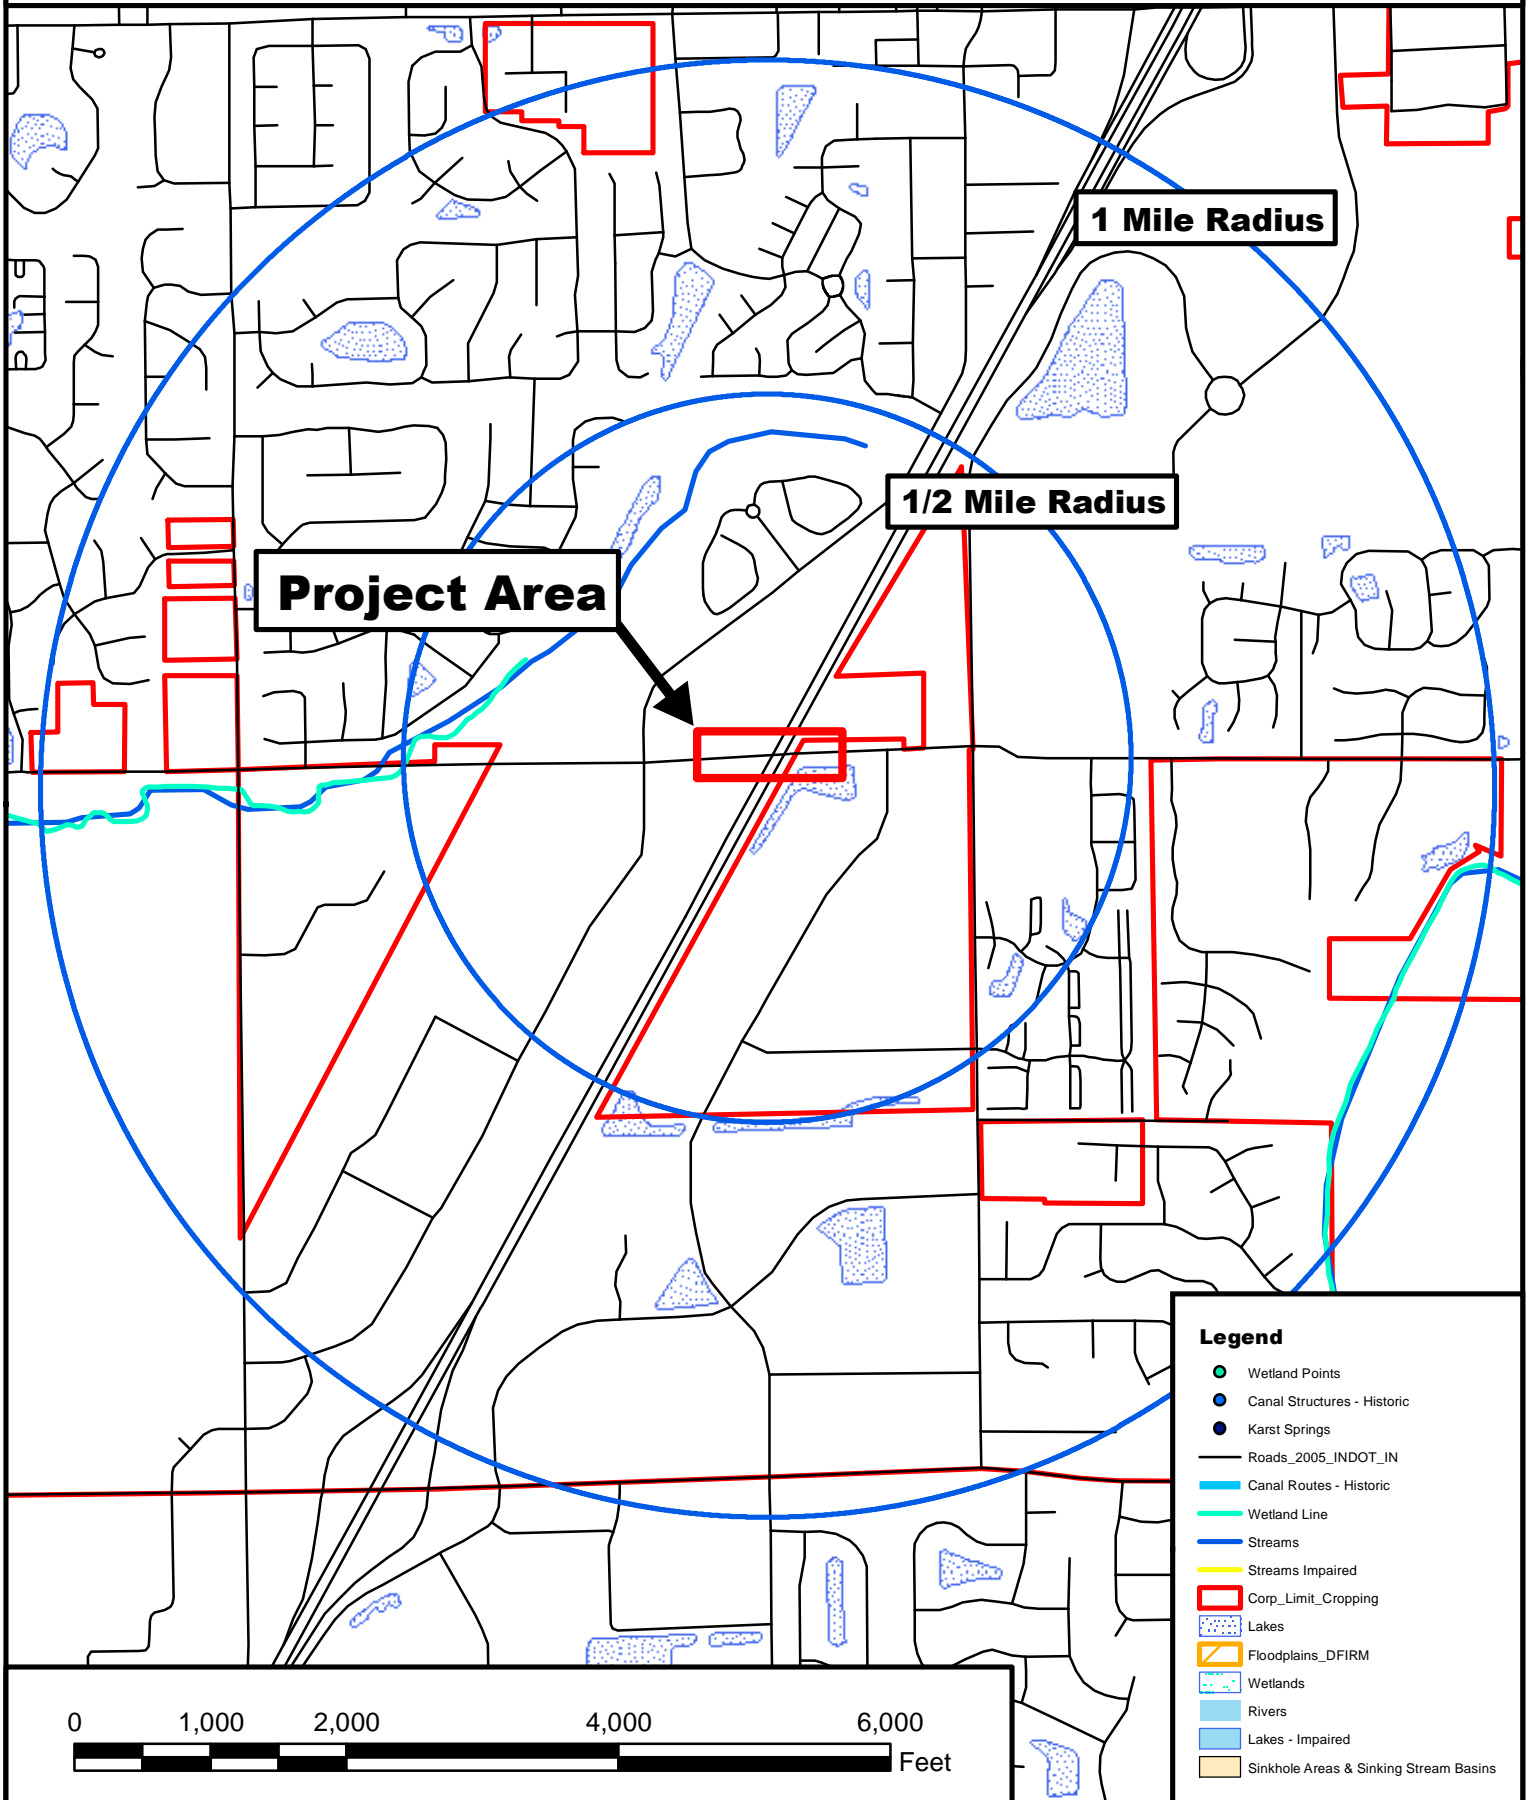 1 Mile Radius
1/2 Mile Radius
Project Area
Legend
Wetland Points
Canal Structures - Historic
Karst Springs
Roads_2005_INDOT_IN
Canal Routes - Historic
Wetland Line
Streams
Streams Impaired
Corp_Limit_Cropping
Lakes
Floodplains_DFIRM
Wetlands
Rivers
Lakes - Impaired
Sinkhole Areas & Sinking Stream Basins
0 1,000 2,000 4,000 6,000
Feet